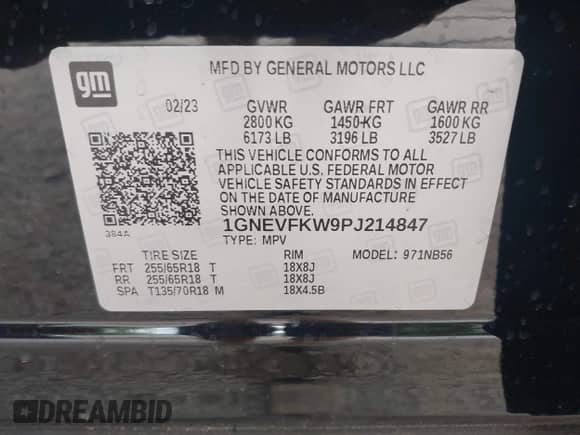 gm
MFD BY GENERAL MOTORS LLC
02/23 GVWR GAWR FRT GAWR RR
2800 KG 1450-KG 1600 KG
6173 LB 3196 LB 3527 LB
THIS VEHICLE CONFORMS TO ALL
APPLICABLE U.S. FEDERAL MOTOR
VEHICLE SAFETY STANDARDS IN EFFECT
ON THE DATE OF MANUFACTURE
SHOWN ABOVE.
384A
1GNEVFKW9PJ214847
TYPE: MPV
TIRE SIZE RIM MODEL: 971NB56
FRT 255/65R18 T 18X8J
RR 255/65R18 T 18X8J
SPA T135/70R18 M 18X4.5B
DREAMBID